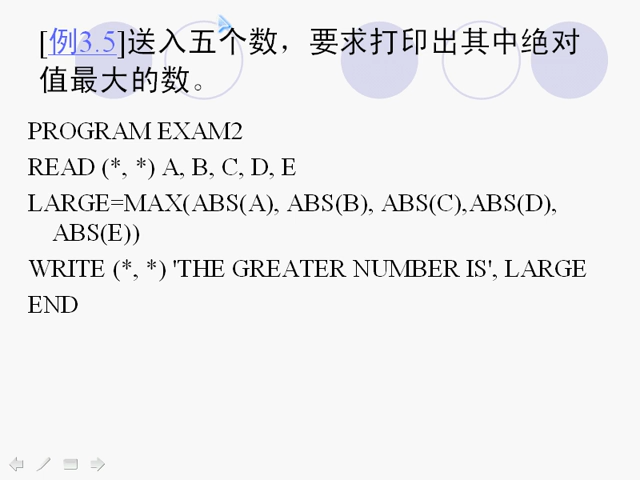 [例3.5]送入五个数，要求打印出其中绝对
值最大的数。
PROGRAM EXAM2
READ (*, *) A, B, C, D, E
LARGE=MAX(ABS(A), ABS(B), ABS(C),ABS(D),
ABS(E))
WRITE (*, *) 'THE GREATER NUMBER IS', LARGE
END